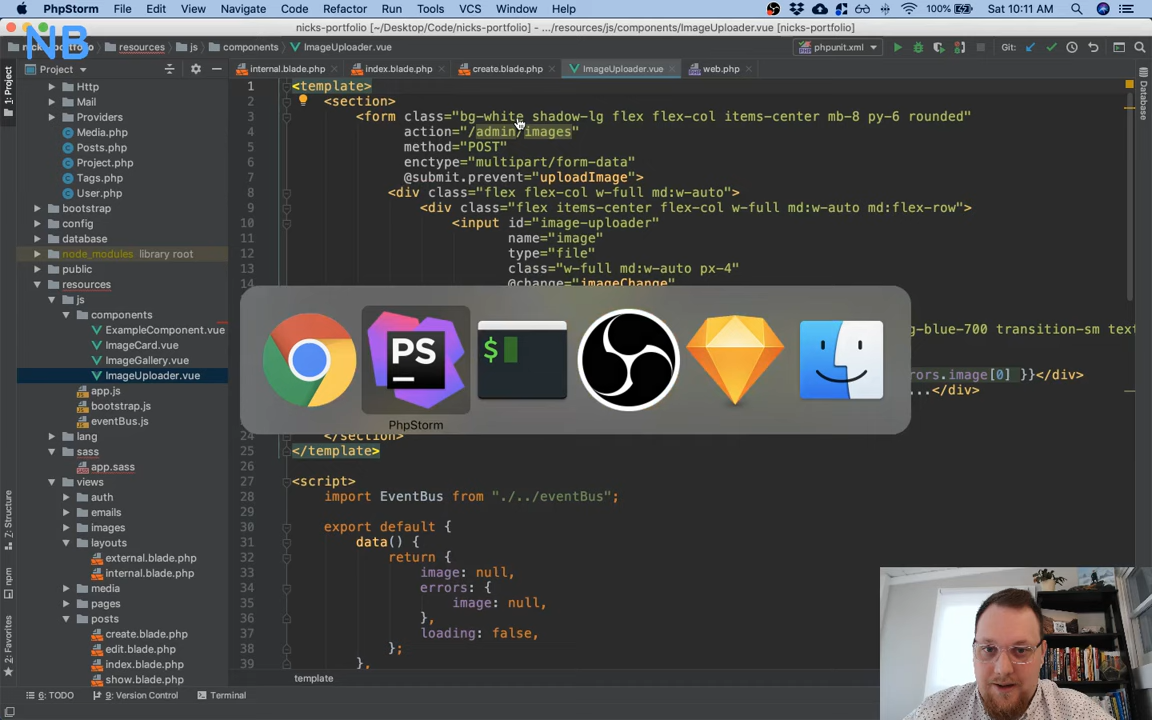 PhpStorm File Edit View Navigate Code Refactor Run Tools VCS Window Help 100% Sat 10:11 AM
nicks-portfolio [~/Desktop/Code/nicks-portfolio] - .../resources/js/components/ImageUploader.vue [nicks-portfolio]
NB
nicks-portfolio resources js components ImageUploader.vue phpunit.xml Git:
Project internal.blade.php index.blade.php create.blade.php ImageUploader.vue web.php
1: Project
Database
Http
Mail
Providers
Media.php
Posts.php
Project.php
Tags.php
User.php
bootstrap
config
database
node_modules library root
public
resources
js
components
ExampleComponent.vue
ImageCard.vue
ImageGallery.vue
ImageUploader.vue
app.js
bootstrap.js
eventBus.js
lang
sass
app.sass
views
auth
emails
images
layouts
external.blade.php
internal.blade.php
media
pages
posts
create.blade.php
edit.blade.php
index.blade.php
show.blade.php
7: Structure
npm
2: Favorites
1 <template>
2 <section>
3 <form class="bg-white shadow-lg flex flex-col items-center mb-8 py-6 rounded"
4 action="/admin/images"
5 method="POST"
6 enctype="multipart/form-data"
7 @submit.prevent="uploadImage">
8 <div class="flex flex-col w-full md:w-auto">
9 <div class="flex items-center flex-col w-full md:w-auto md:flex-row">
10 <input id="image-uploader"
11 name="image"
12 type="file"
13 class="w-full md:w-auto px-4"
14 @change="imageChange"
g-blue-700 transition-sm text
rors.image[0] }}</div>
...</div>
PS
$
PhpStorm
24 </section>
25 </template>
26
27 <script>
28 import EventBus from "./../eventBus";
29
30 export default {
31 data() {
32 return {
33 image: null,
34 errors: {
35 image: null,
36 },
37 loading: false,
38 };
39 },
template
6: TODO 9: Version Control Terminal